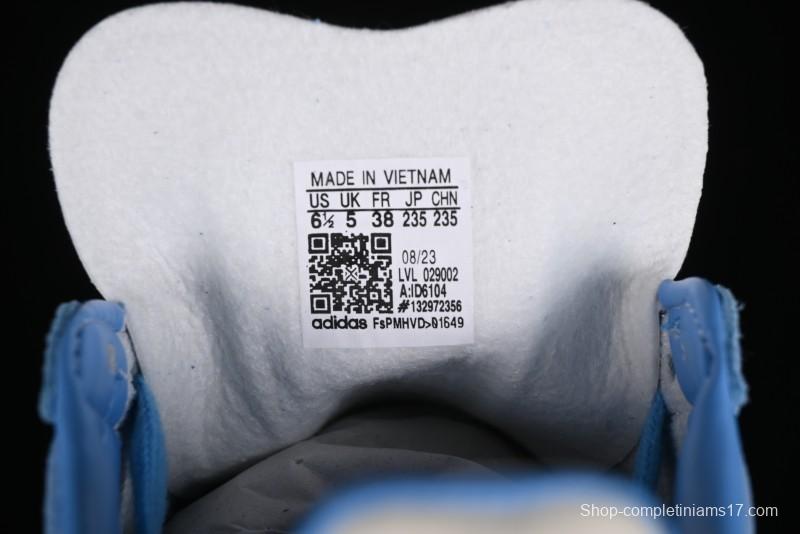 MADE IN VIETNAM
US UK FR JP CHN
6½ 5 38 235 235
08/23
LVL 029002
A:ID6104
#132972356
adidas FsPMHVD>01649
Shop-completiniams17.com